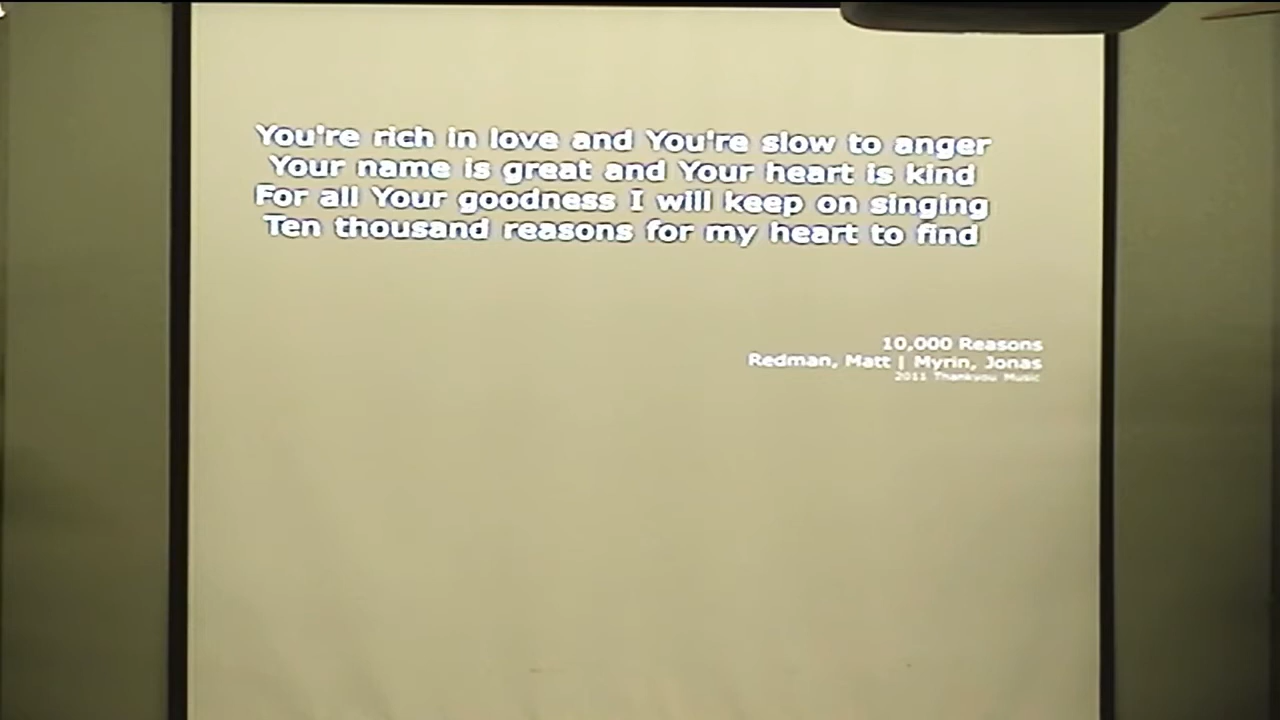 You're rich in love and You're slow to anger
Your name is great and Your heart is kind
For all Your goodness I will keep on singing
Ten thousand reasons for my heart to find
10,000 Reasons
Redman, Matt | Myrin, Jonas
2011 Thankyou Music